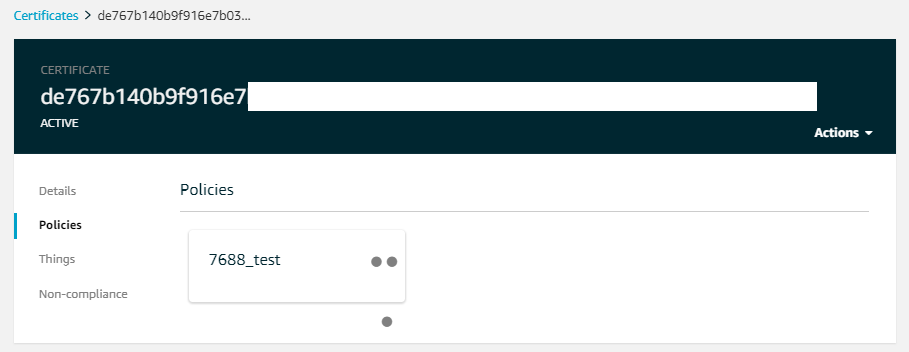 Certificates > de767b140b9f916e7b03...
CERTIFICATE
de767b140b9f916e7
ACTIVE
Actions
Details
Policies
Policies
7688_test
Things
Non-compliance